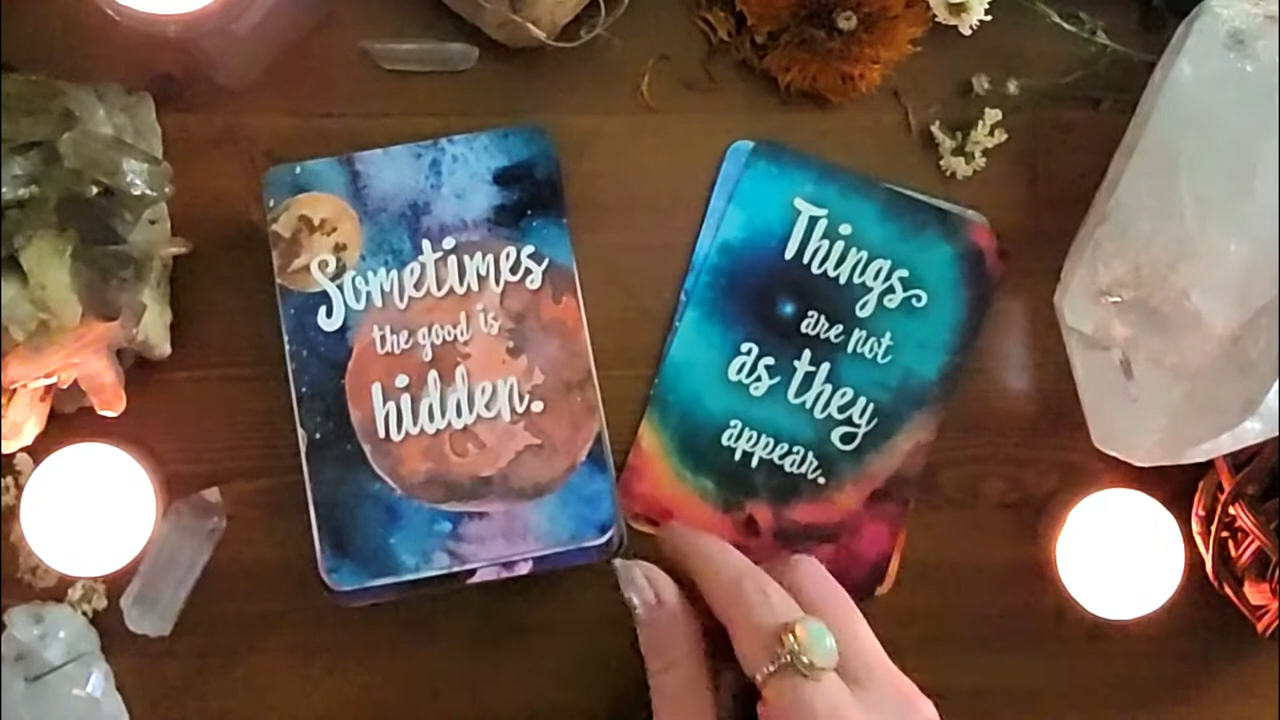 Sometimes
the good is
hidden.
Things
are not
as they
appear.